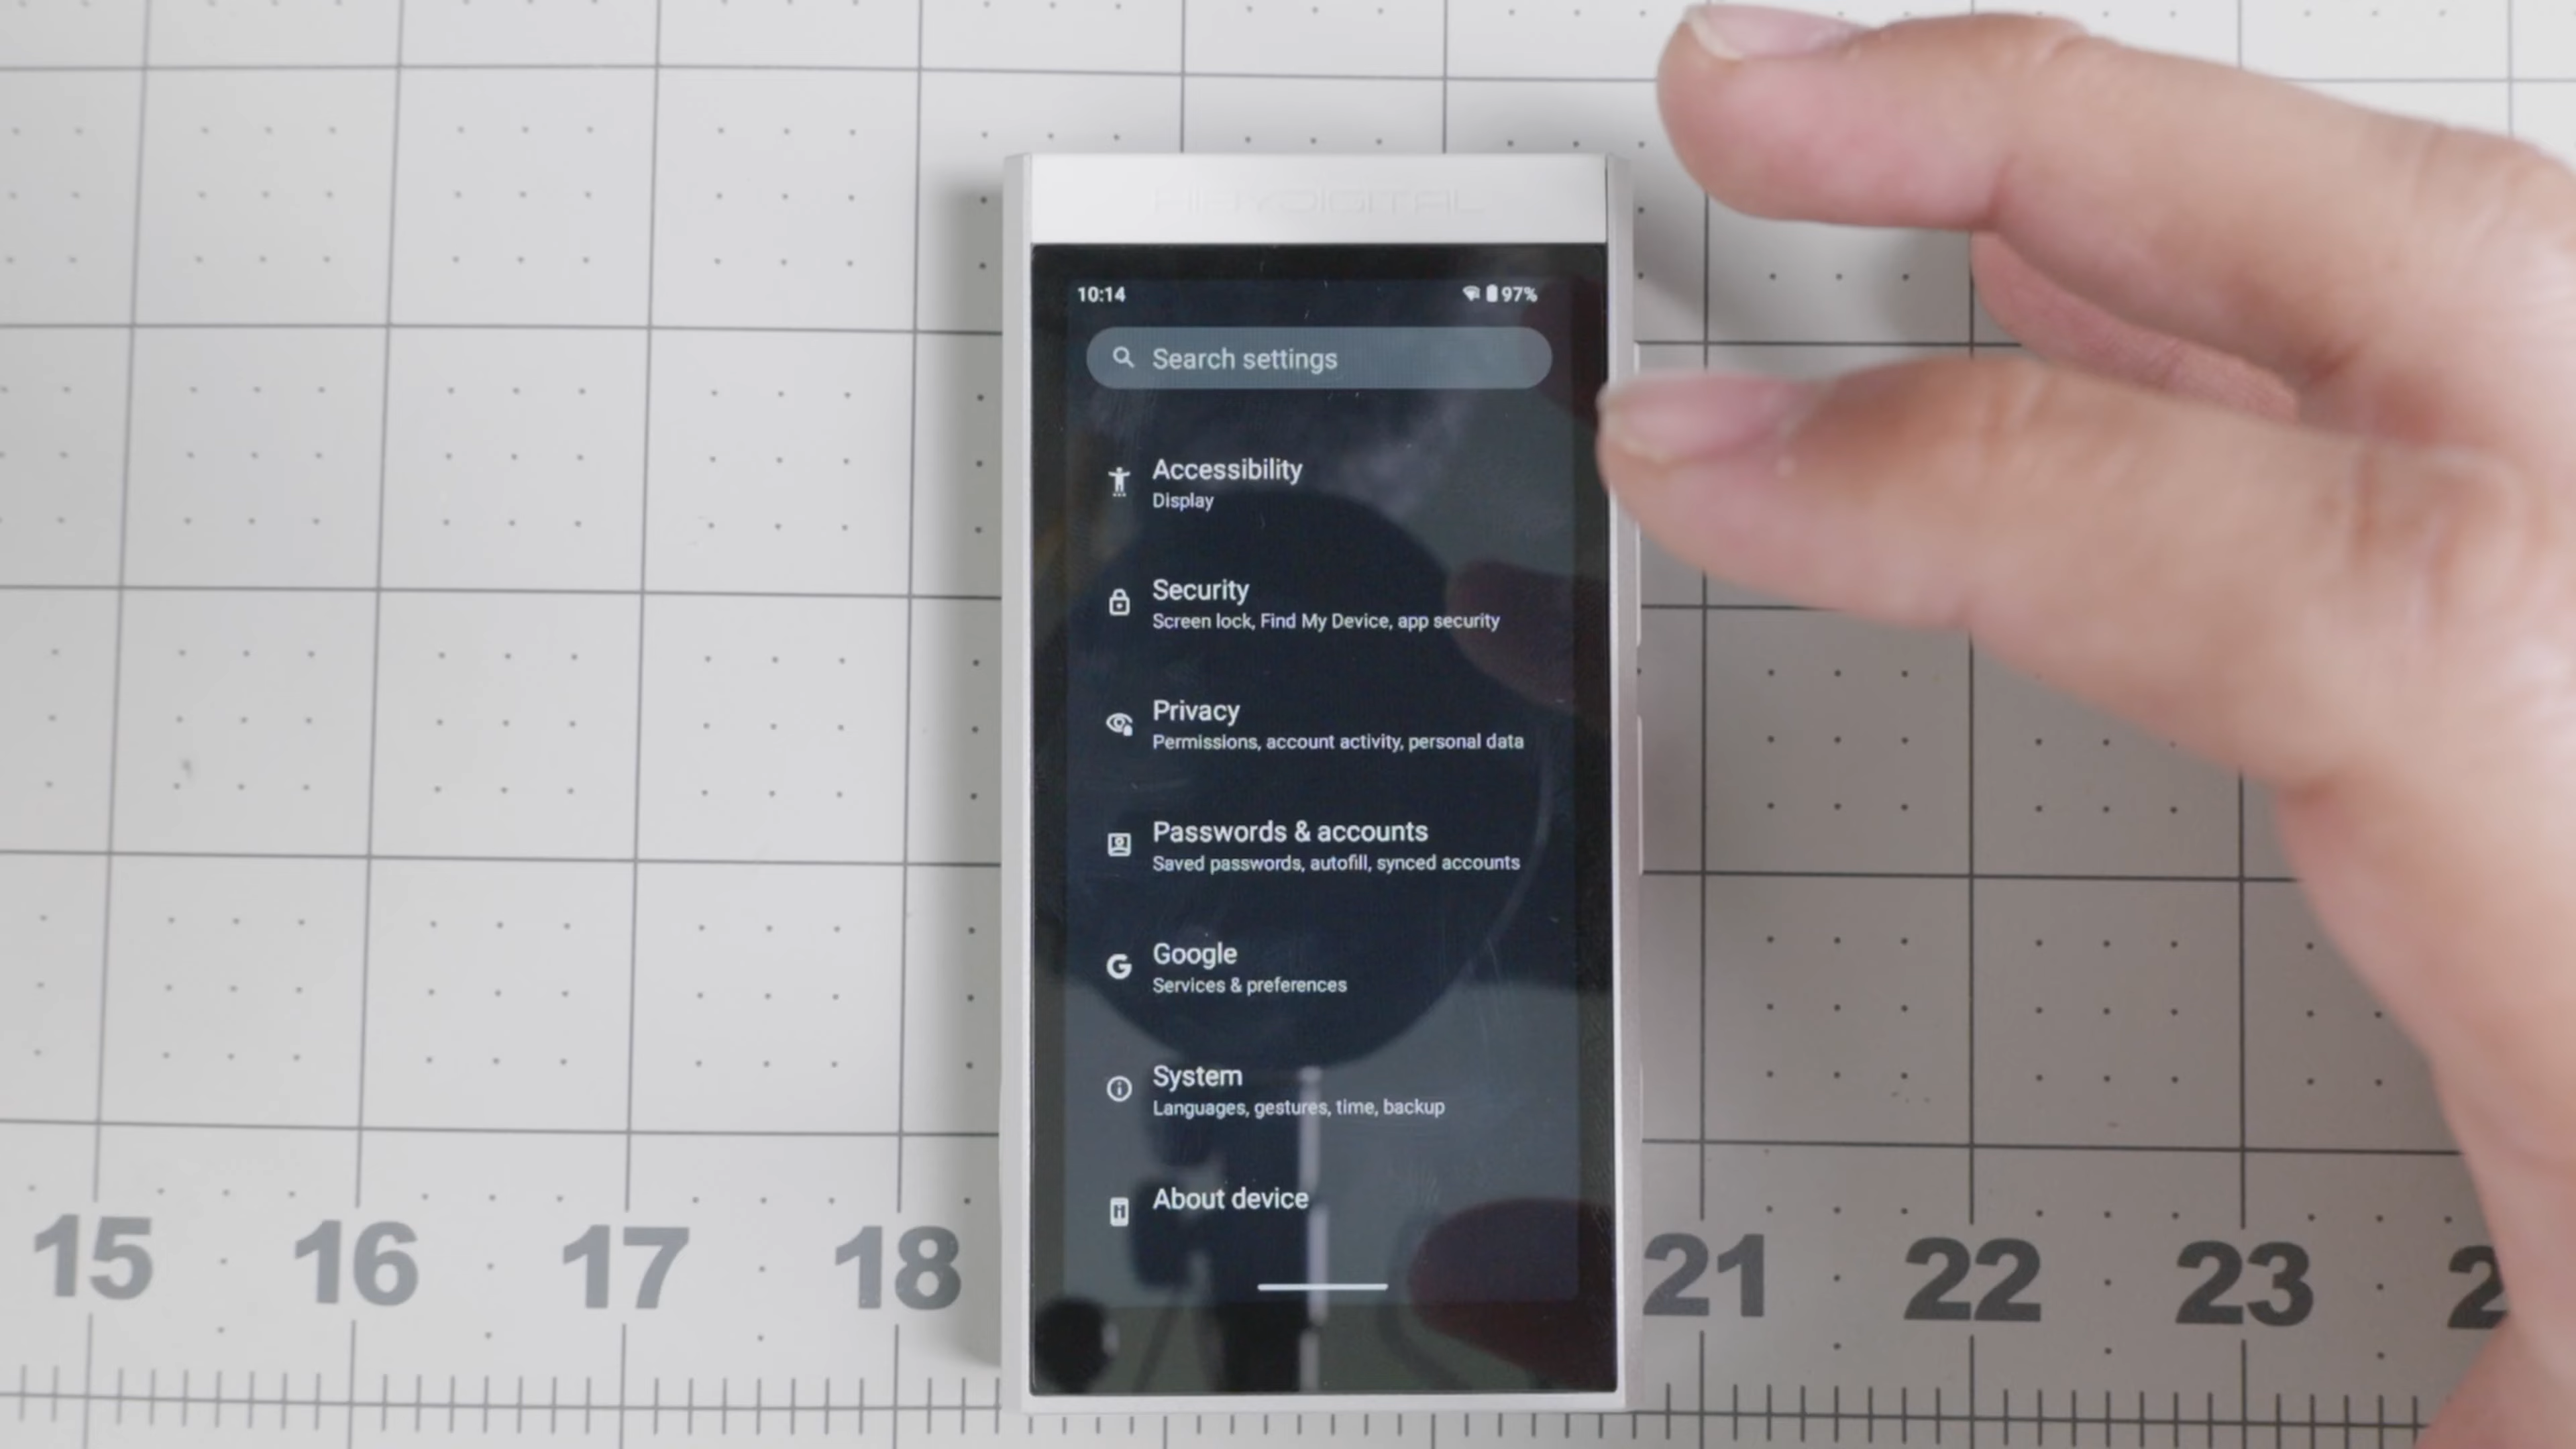 HIBYDIGITAL
10:14 97%
Search settings
Accessibility
Display
Security
Screen lock, Find My Device, app security
Privacy
Permissions, account activity, personal data
Passwords & accounts
Saved passwords, autofill, synced accounts
Google
Services & preferences
System
Languages, gestures, time, backup
About device
15 16 17 18 21 22 23 2